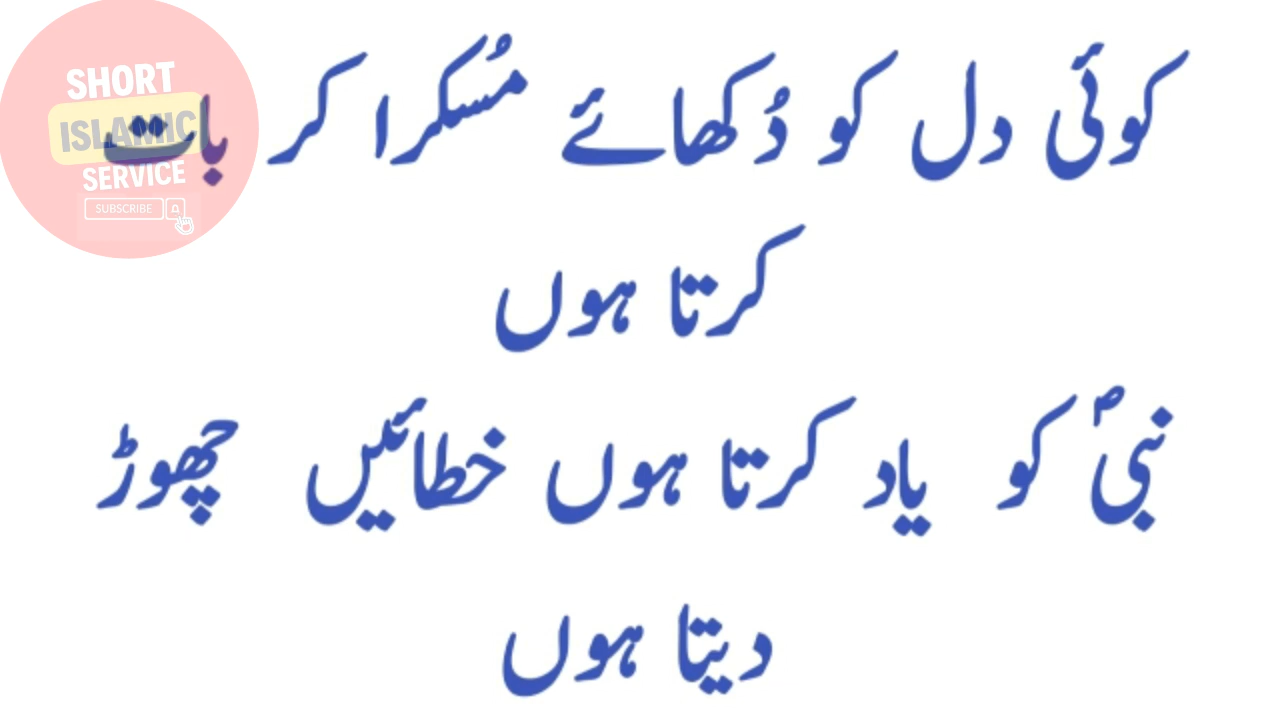 SHORT
ISLAMIC
SERVICE
SUBSCRIBE
کوئی دل کو دُکھائے مُسکرا کر بات
کرتا ہوں
نبیؐ کو یاد کرتا ہوں خطائیں چھوڑ
دیتا ہوں